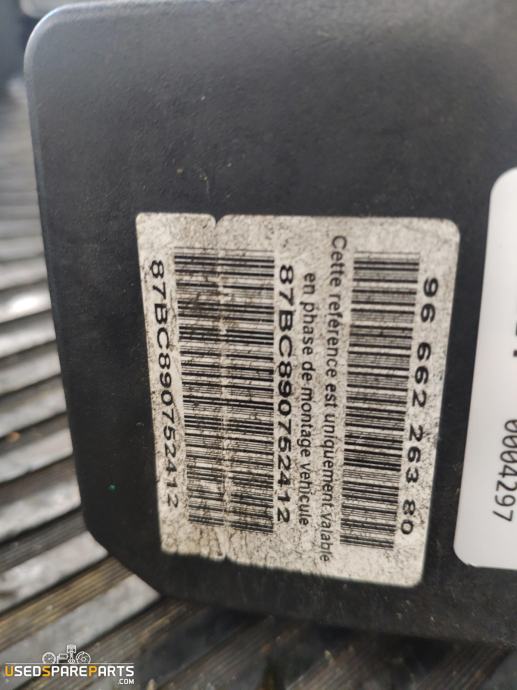 96 662 263 80
Cette référence est uniquement valable
en phase de montage véhicule
87BC890752412
87BC890752412
0004297
USEDSPAREPARTS
.COM